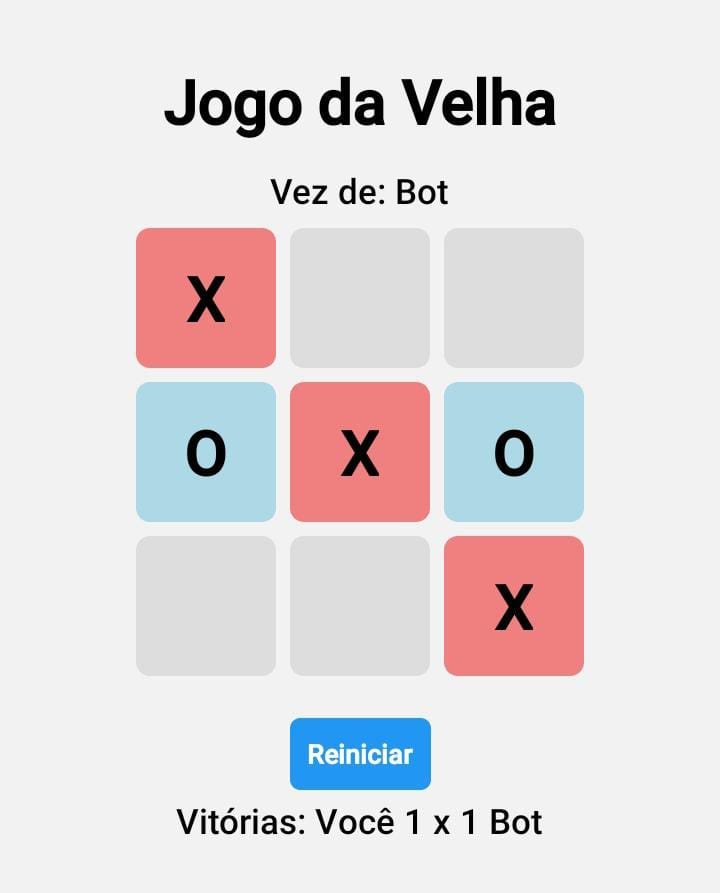 Jogo da Velha
Vez de: Bot
X
O X O
X
Reiniciar
Vitórias: Você 1 x 1 Bot